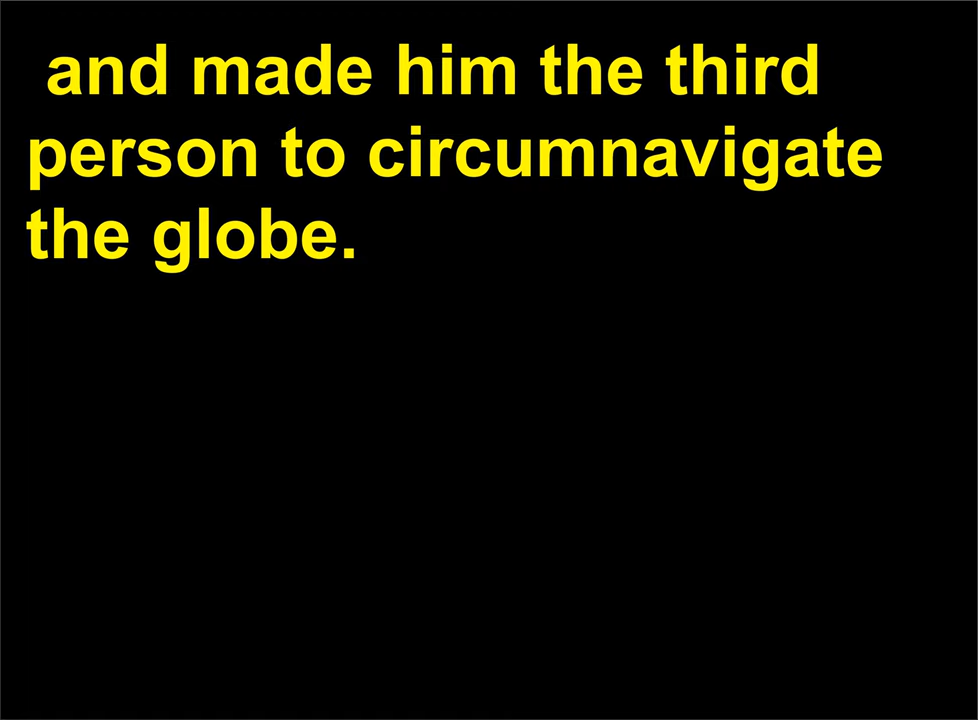 and made him the third
person to circumnavigate
the globe.